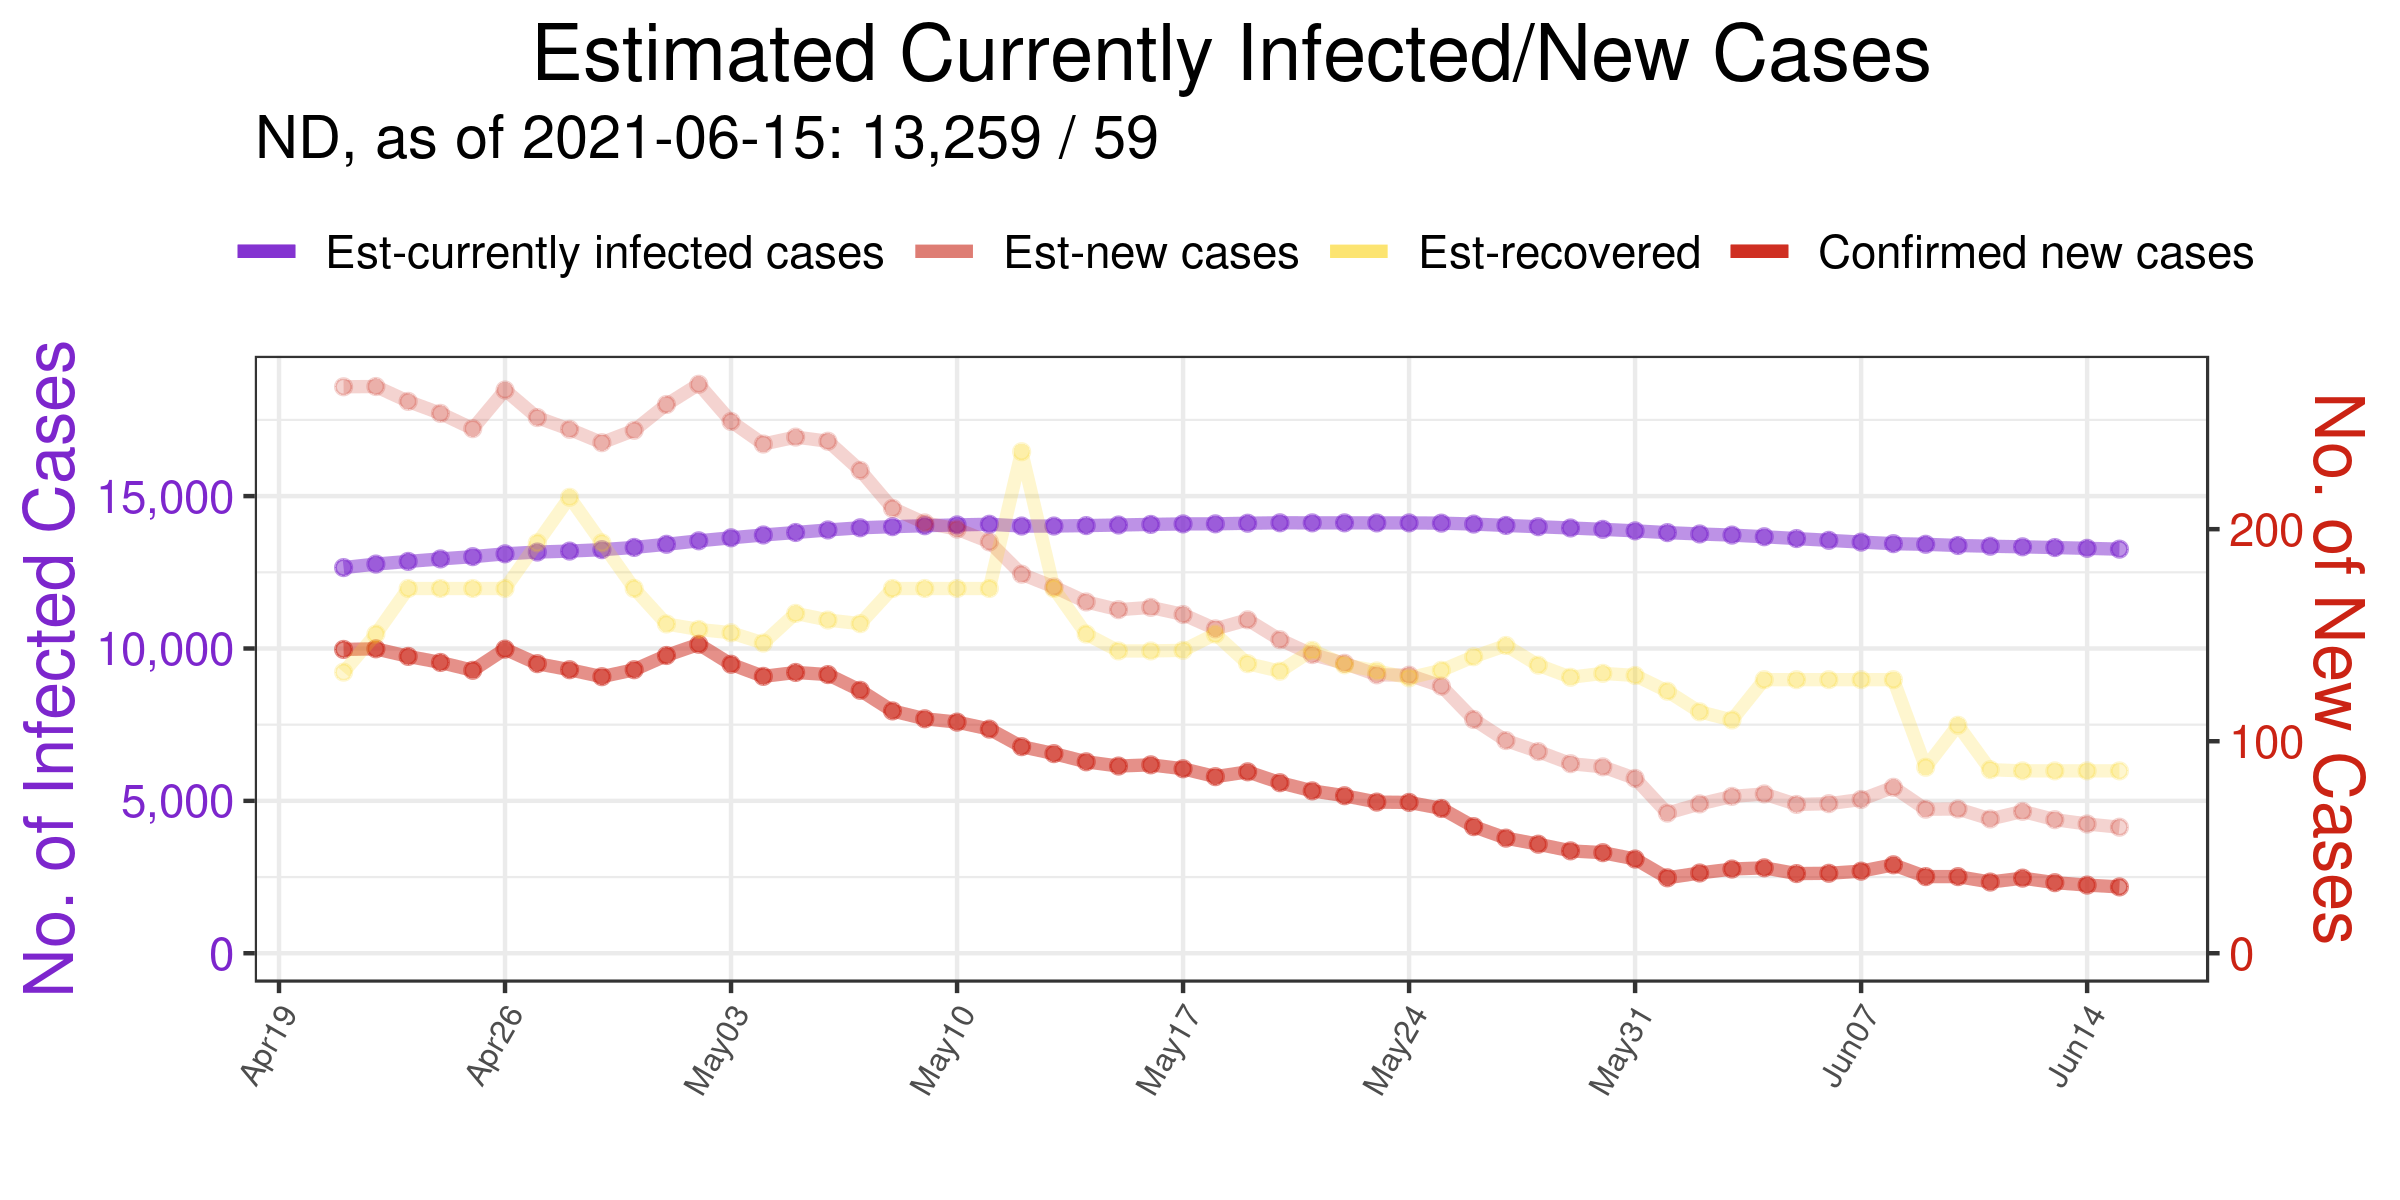 Estimated Currently Infected/New Cases
ND, as of 2021-06-15: 13,259 / 59
Est-currently infected cases Est-new cases Est-recovered Confirmed new cases
No. of Infected Cases
15,000
10,000
5,000
0
200
100
0
No. of New Cases
Apr19 Apr26 May03 May10 May17 May24 May31 Jun07 Jun14